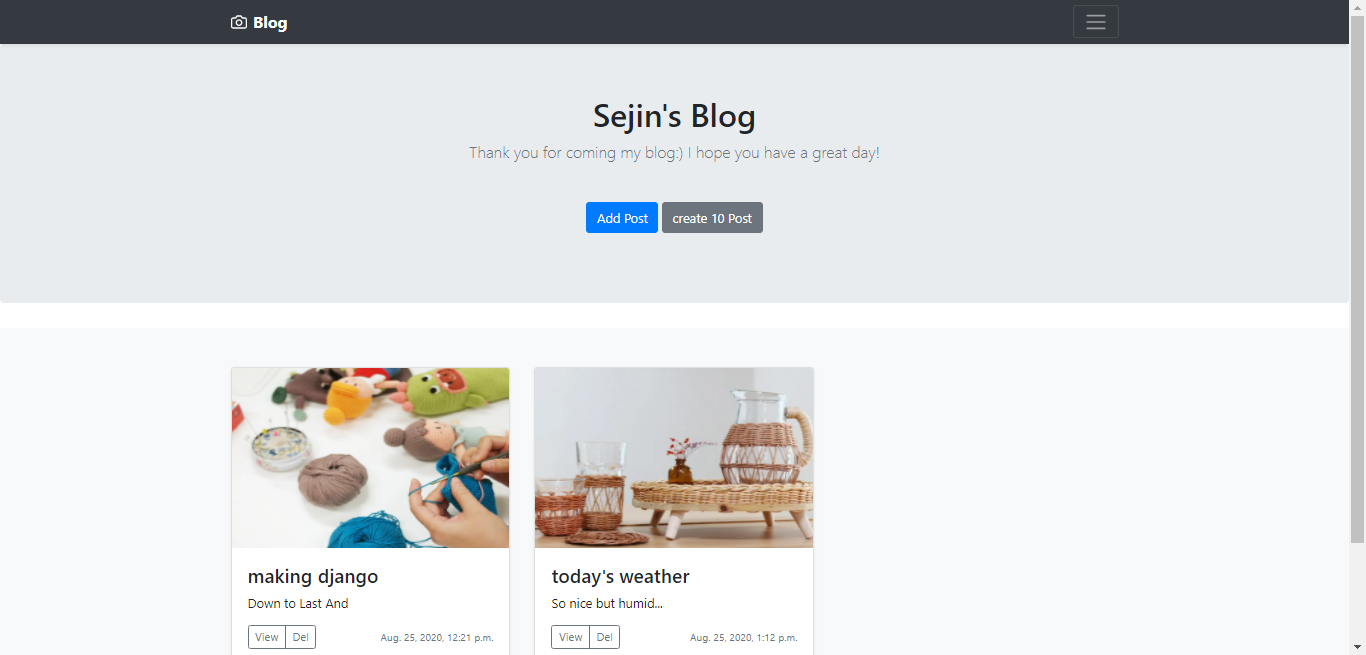 Blog
Sejin's Blog
Thank you for coming my blog:) I hope you have a great day!
Add Post create 10 Post
making django
Down to Last And
View Del Aug. 25, 2020, 12:21 p.m.
today's weather
So nice but humid...
View Del Aug. 25, 2020, 1:12 p.m.